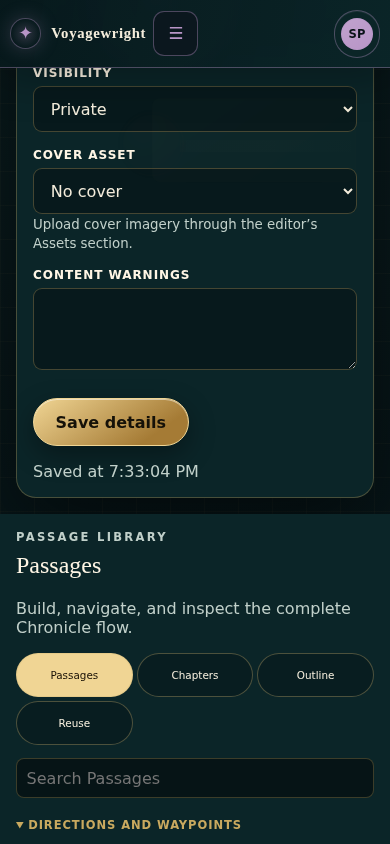 Voyagewright
SP
VISIBILITY
Private
COVER ASSET
No cover
Upload cover imagery through the editor’s
Assets section.
CONTENT WARNINGS
Save details
Saved at 7:33:04 PM
PASSAGE LIBRARY
Passages
Build, navigate, and inspect the complete
Chronicle flow.
Passages
Chapters
Outline
Reuse
Search Passages
DIRECTIONS AND WAYPOINTS